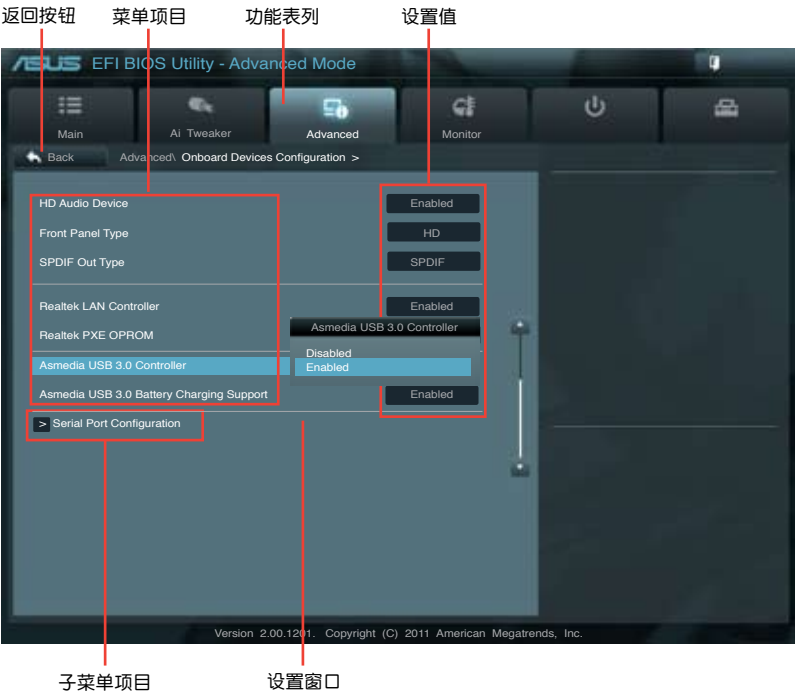 返回按钮 菜单项目 功能表列 设置值
ASUS EFI BIOS Utility - Advanced Mode
Main Ai Tweaker Advanced Monitor
Back Advanced\ Onboard Devices Configuration >
HD Audio Device Enabled
Front Panel Type HD
SPDIF Out Type SPDIF
Realtek LAN Controller Enabled
Realtek PXE OPROM
Asmedia USB 3.0 Controller
Disabled
Asmedia USB 3.0 Controller Enabled
Asmedia USB 3.0 Battery Charging Support Enabled
> Serial Port Configuration
Version 2.00.1201. Copyright (C) 2011 American Megatrends, Inc.
子菜单项目 设置窗口